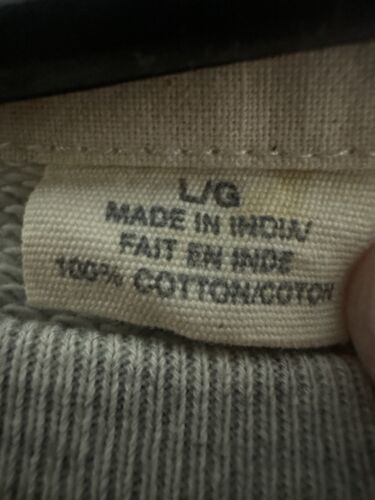 L/G
MADE IN INDIA/
FAIT EN INDE
100% COTTON/COTON